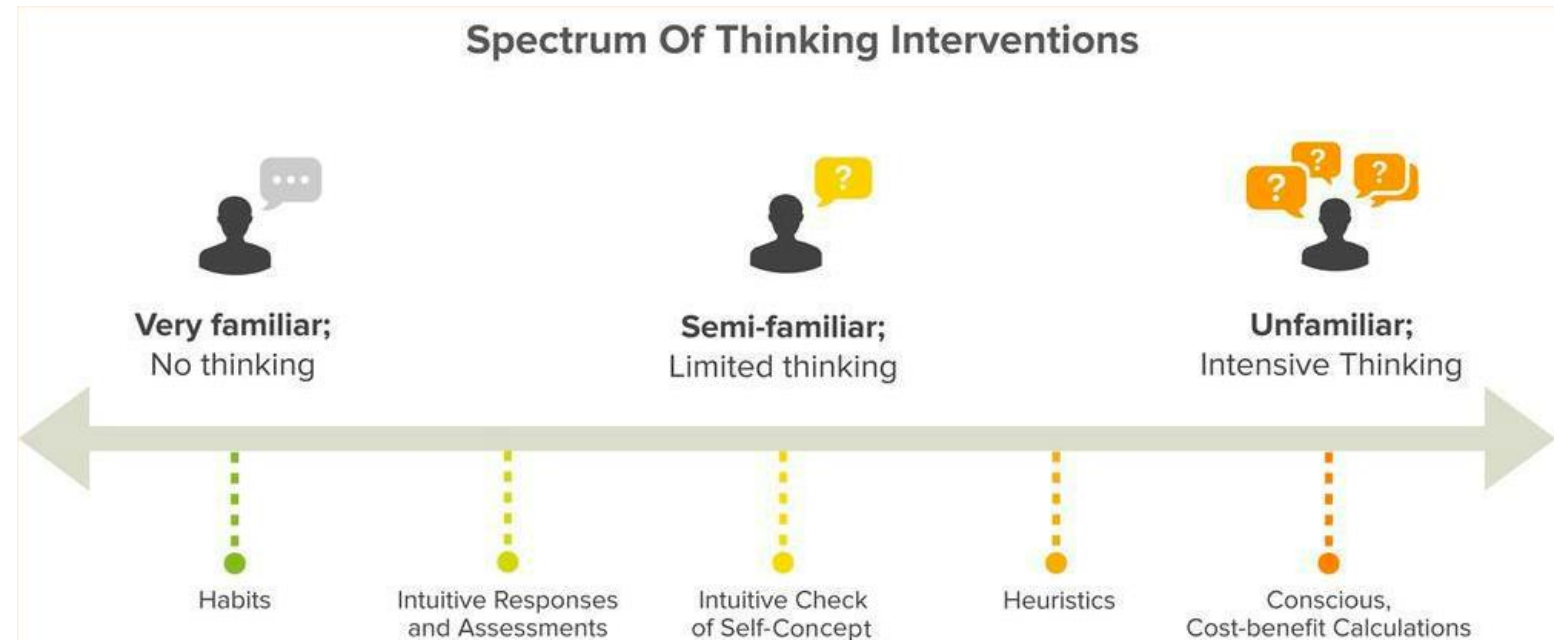 Spectrum Of Thinking Interventions
?
?
?
?
Very familiar;
No thinking
Semi-familiar;
Limited thinking
Unfamiliar;
Intensive Thinking
Habits
Intuitive Responses
and Assessments
Intuitive Check
of Self-Concept
Heuristics
Conscious,
Cost-benefit Calculations